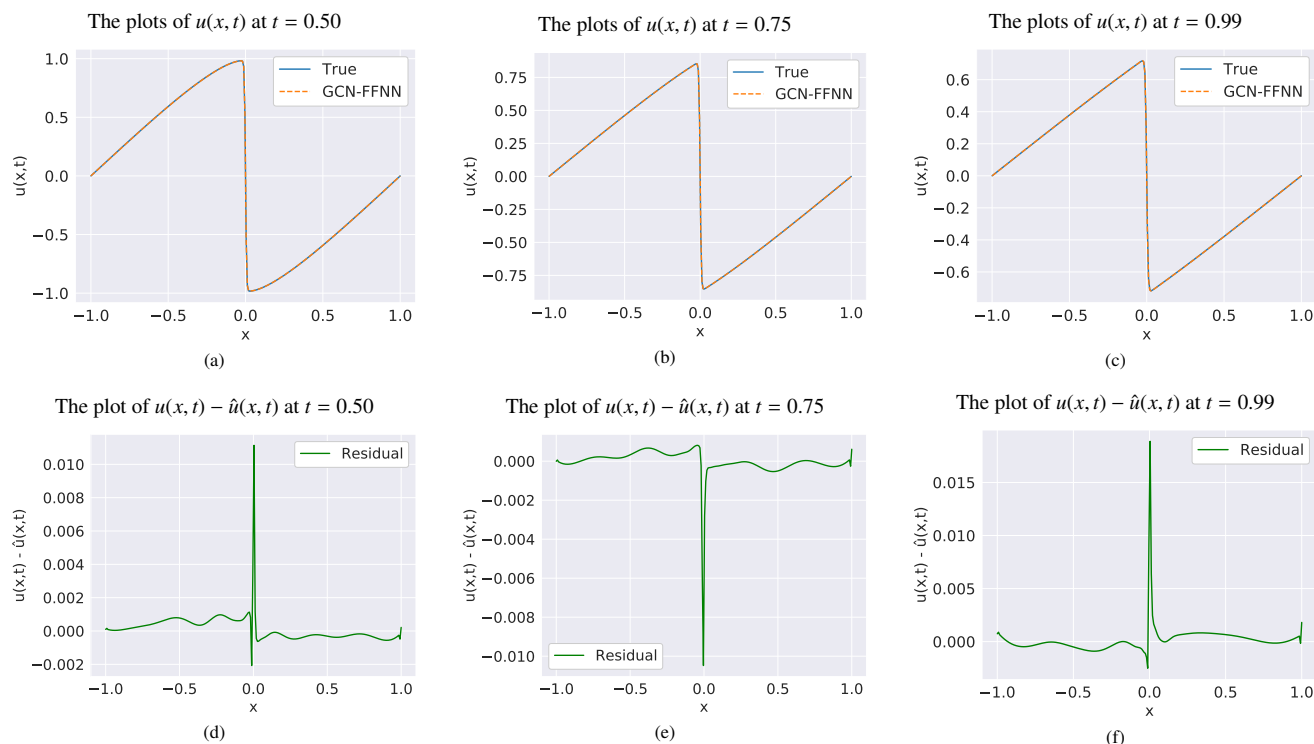 The plots of u(x, t) at t = 0.50
The plots of u(x, t) at t = 0.75
The plots of u(x, t) at t = 0.99
1.0
0.5
0.0
−0.5
−1.0
u(x,t)
True
GCN-FFNN
−1.0 −0.5 0.0 0.5 1.0
x
(a)
0.75
0.50
0.25
0.00
−0.25
−0.50
−0.75
u(x,t)
True
GCN-FFNN
−1.0 −0.5 0.0 0.5 1.0
x
(b)
0.6
0.4
0.2
0.0
−0.2
−0.4
−0.6
u(x,t)
True
GCN-FFNN
−1.0 −0.5 0.0 0.5 1.0
x
(c)
The plot of u(x, t) − û(x, t) at t = 0.50
The plot of u(x, t) − û(x, t) at t = 0.75
The plot of u(x, t) − û(x, t) at t = 0.99
0.010
0.008
0.006
0.004
0.002
0.000
−0.002
u(x,t) - û(x,t)
Residual
−1.0 −0.5 0.0 0.5 1.0
x
(d)
0.000
−0.002
−0.004
−0.006
−0.008
−0.010
u(x,t) - û(x,t)
Residual
−1.0 −0.5 0.0 0.5 1.0
x
(e)
0.015
0.010
0.005
0.000
u(x,t) - û(x,t)
Residual
−1.0 −0.5 0.0 0.5 1.0
x
(f)